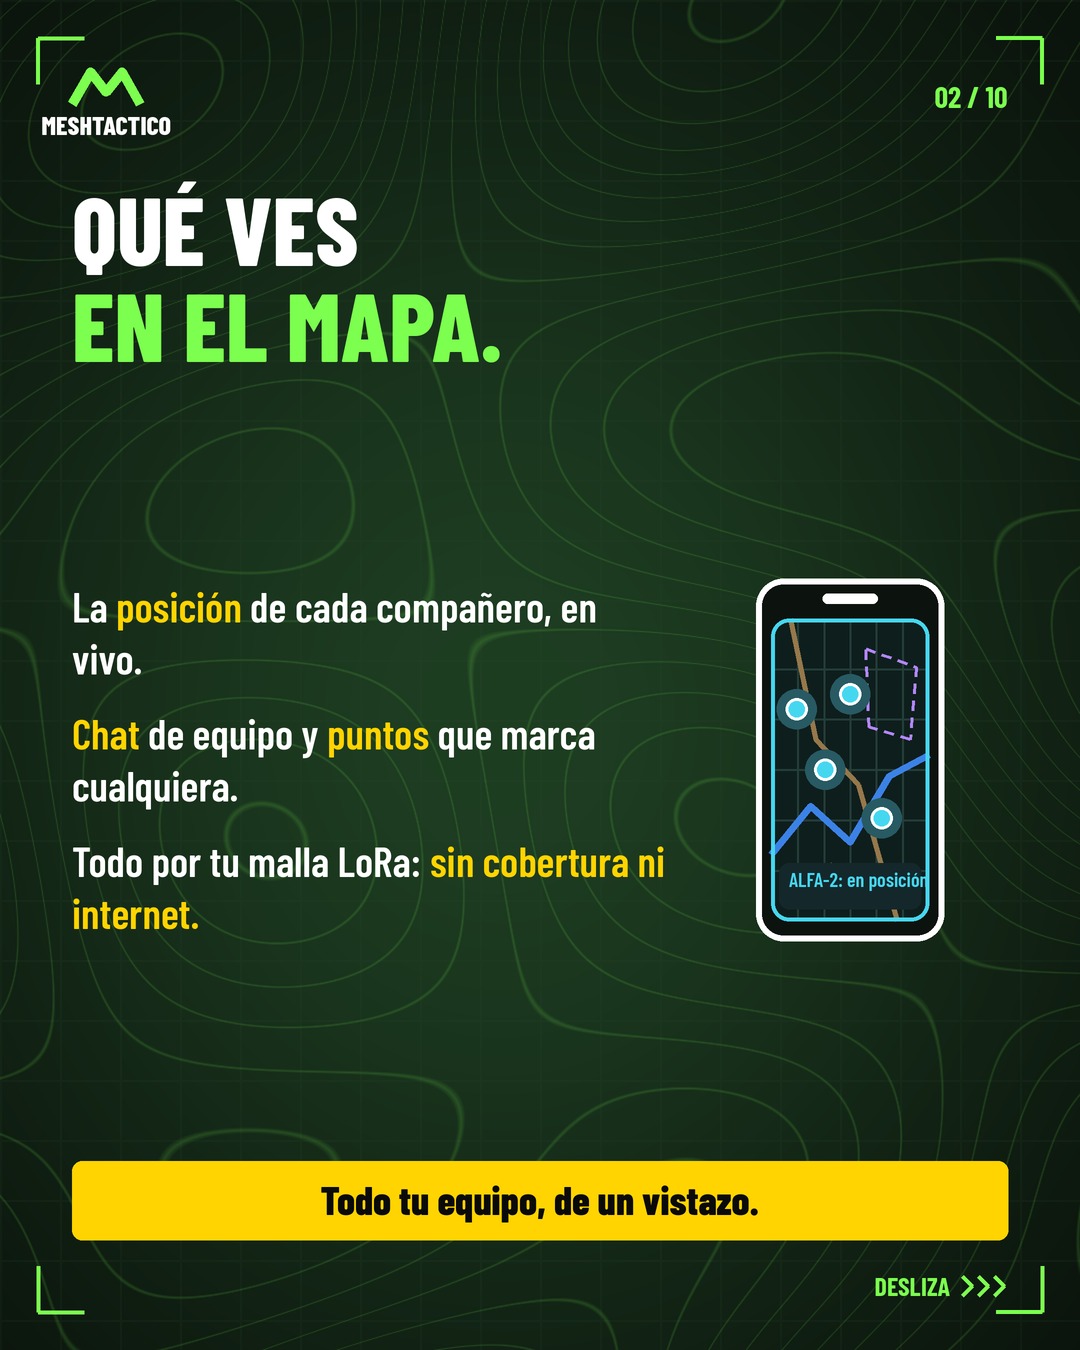 MESHTACTICO
02 / 10
QUÉ VES
EN EL MAPA.
La posición de cada compañero, en
vivo.
Chat de equipo y puntos que marca
cualquiera.
Todo por tu malla LoRa: sin cobertura ni
internet.
ALFA-2: en posición
Todo tu equipo, de un vistazo.
DESLIZA